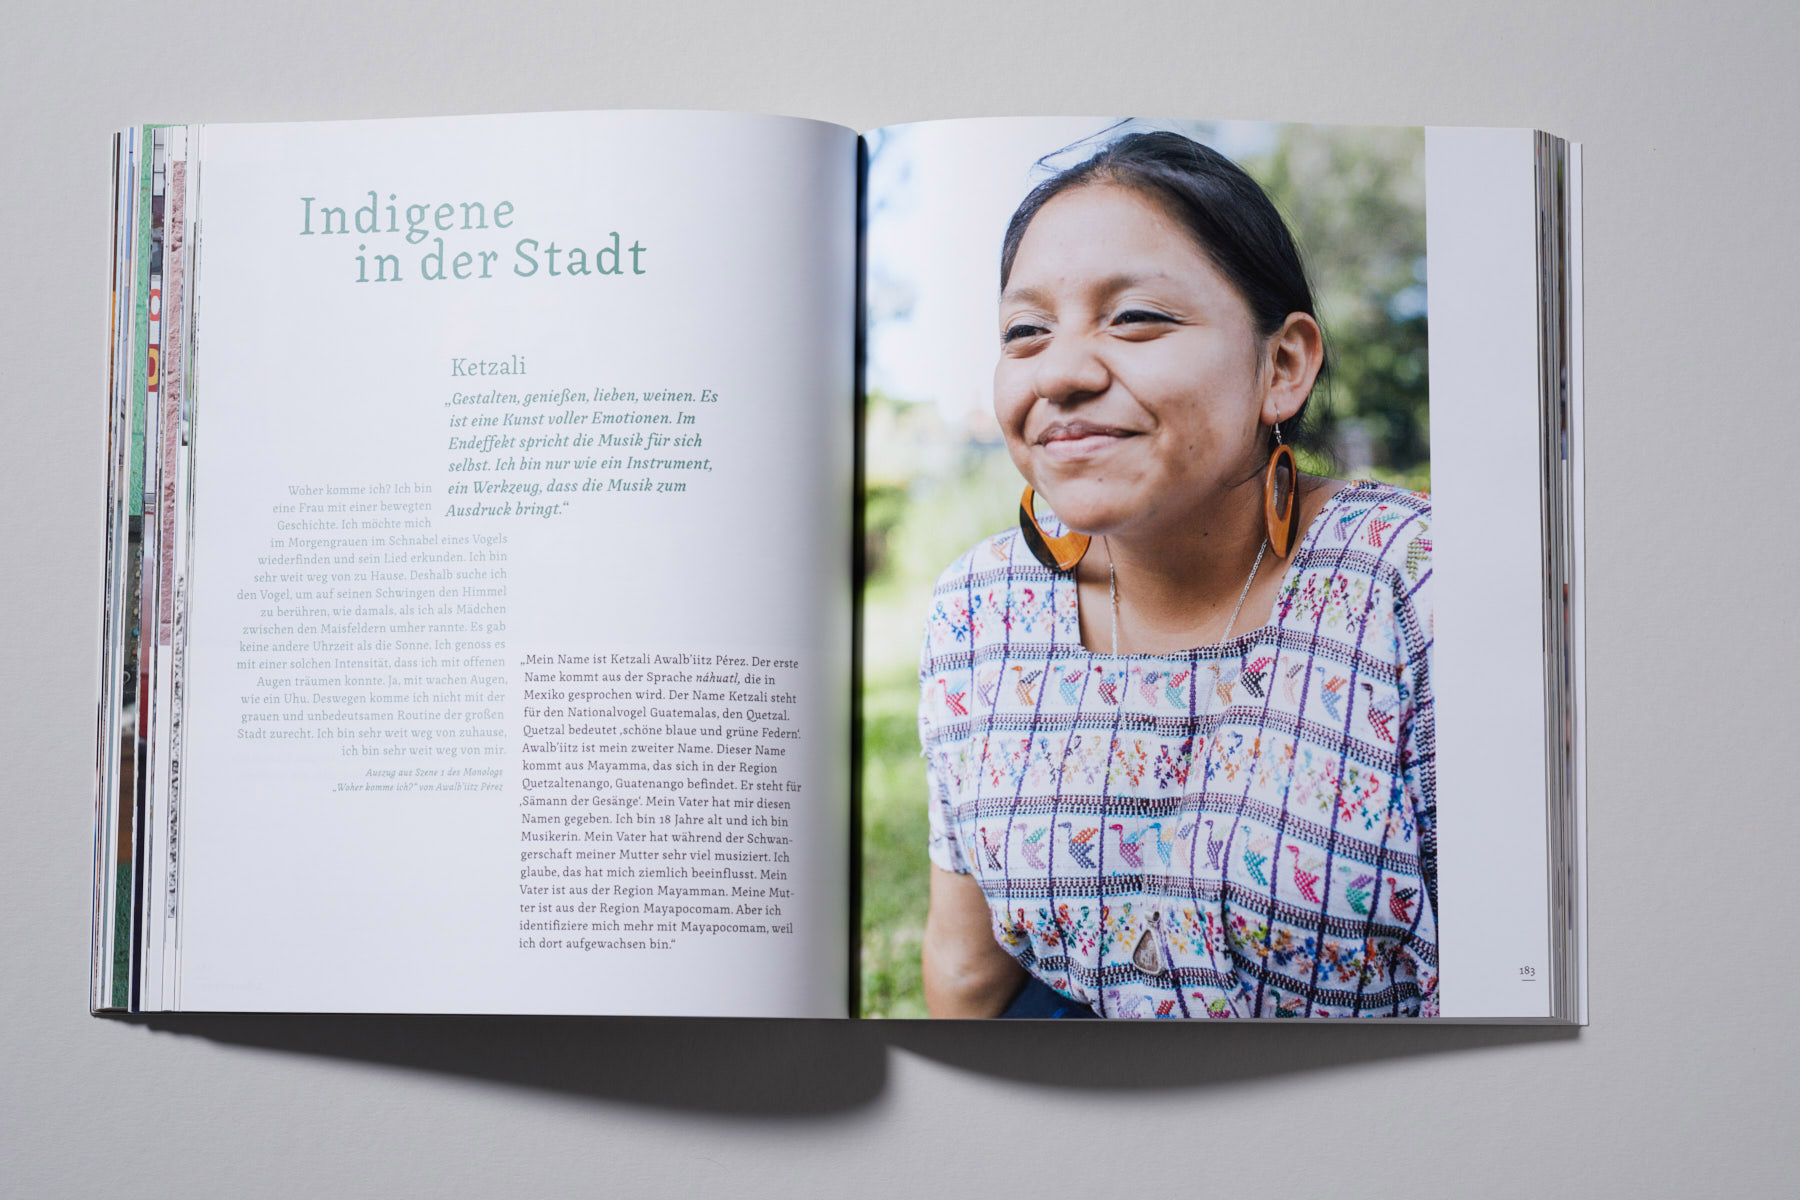 Indigene
in der Stadt
Ketzali
„Gestalten, genießen, lieben, weinen. Es
ist eine Kunst voller Emotionen. Im
Endeffekt spricht die Musik für sich
selbst. Ich bin nur wie ein Instrument,
ein Werkzeug, dass die Musik zum
Ausdruck bringt.“
Woher komme ich? Ich bin
eine Frau mit einer bewegten
Geschichte. Ich möchte mich
im Morgengrauen im Schnabel eines Vogels
wiederfinden und sein Lied erkunden. Ich bin
sehr weit weg von zu Hause. Deshalb suche ich
den Vogel, um auf seinen Schwingen den Himmel
zu berühren, wie damals, als ich als Mädchen
zwischen den Maisfeldern umher rannte. Es gab
keine andere Uhrzeit als die Sonne. Ich genoss es
mit einer solchen Intensität, dass ich mit offenen
Augen träumen konnte. Ja, mit wachen Augen,
wie ein Uhu. Deswegen komme ich nicht mit der
grauen und unbedeutsamen Routine der großen
Stadt zurecht. Ich bin sehr weit weg von zuhause,
ich bin sehr weit weg von mir.
Auszug aus Szene 1 des Monologs
„Woher komme ich?“ von Awalb'iitz Pérez
„Mein Name ist Ketzali Awalb'iitz Pérez. Der erste
Name kommt aus der Sprache náhuatl, die in
Mexiko gesprochen wird. Der Name Ketzali steht
für den Nationalvogel Guatemalas, den Quetzal.
Quetzal bedeutet ‚schöne blaue und grüne Federn‘.
Awalb'iitz ist mein zweiter Name. Dieser Name
kommt aus Mayamma, das sich in der Region
Quetzaltenango, Guatenango befindet. Er steht für
‚Sämann der Gesänge‘. Mein Vater hat mir diesen
Namen gegeben. Ich bin 18 Jahre alt und ich bin
Musikerin. Mein Vater hat während der Schwan-
gerschaft meiner Mutter sehr viel musiziert. Ich
glaube, das hat mich ziemlich beeinflusst. Mein
Vater ist aus der Region Mayamman. Meine Mut-
ter ist aus der Region Mayapocomam. Aber ich
identifiziere mich mehr mit Mayapocomam, weil
ich dort aufgewachsen bin.“
183